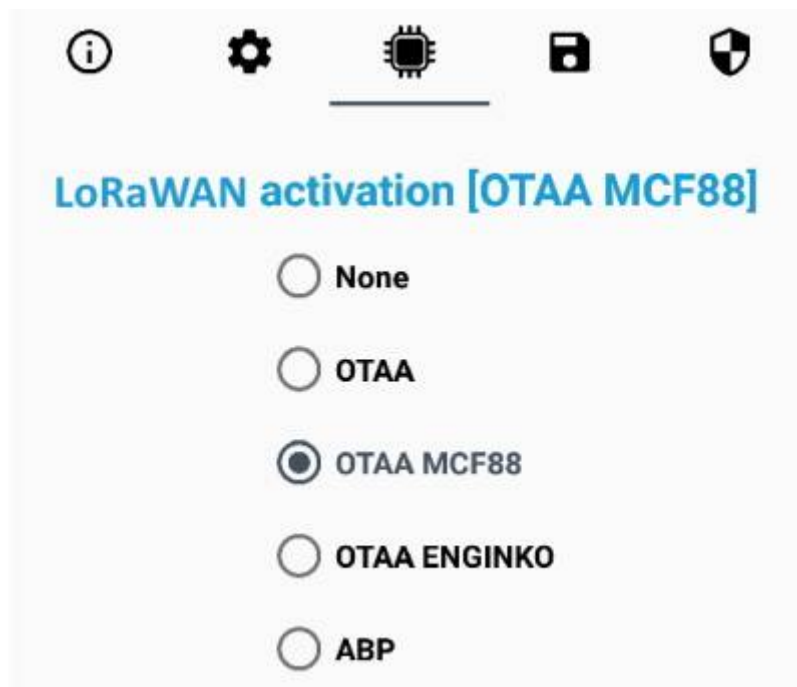 LoRaWAN activation [OTAA MCF88]
None
OTAA
OTAA MCF88
OTAA ENGINKO
ABP